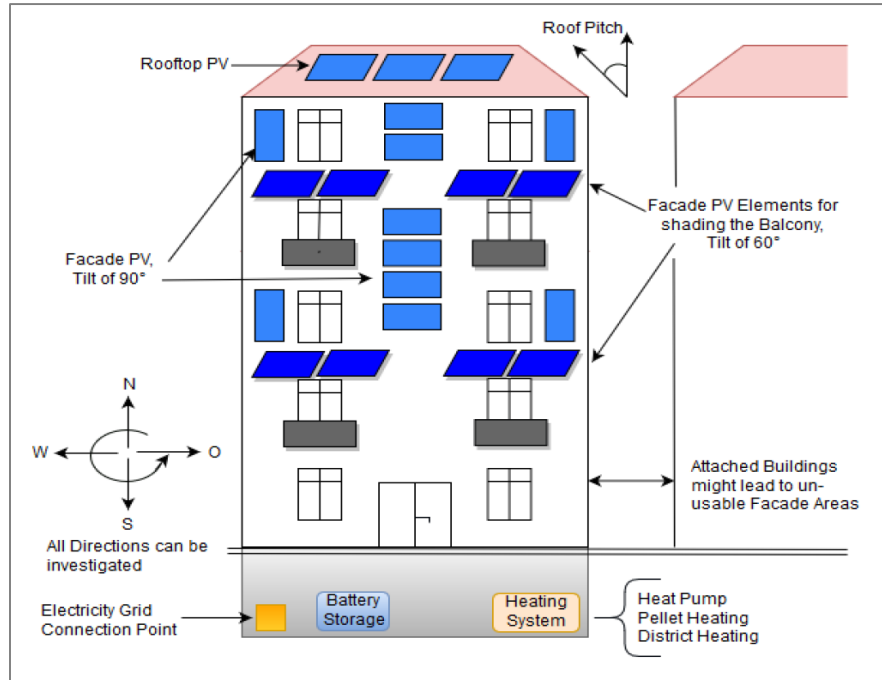 Roof Pitch
Rooftop PV
Facade PV,
Tilt of 90°
Facade PV Elements for
shading the Balcony,
Tilt of 60°
N
W
O
S
All Directions can be
investigated
Attached Buildings
might lead to un-
usable Facade Areas
Electricity Grid
Connection Point
Battery
Storage
Heating
System
Heat Pump
Pellet Heating
District Heating